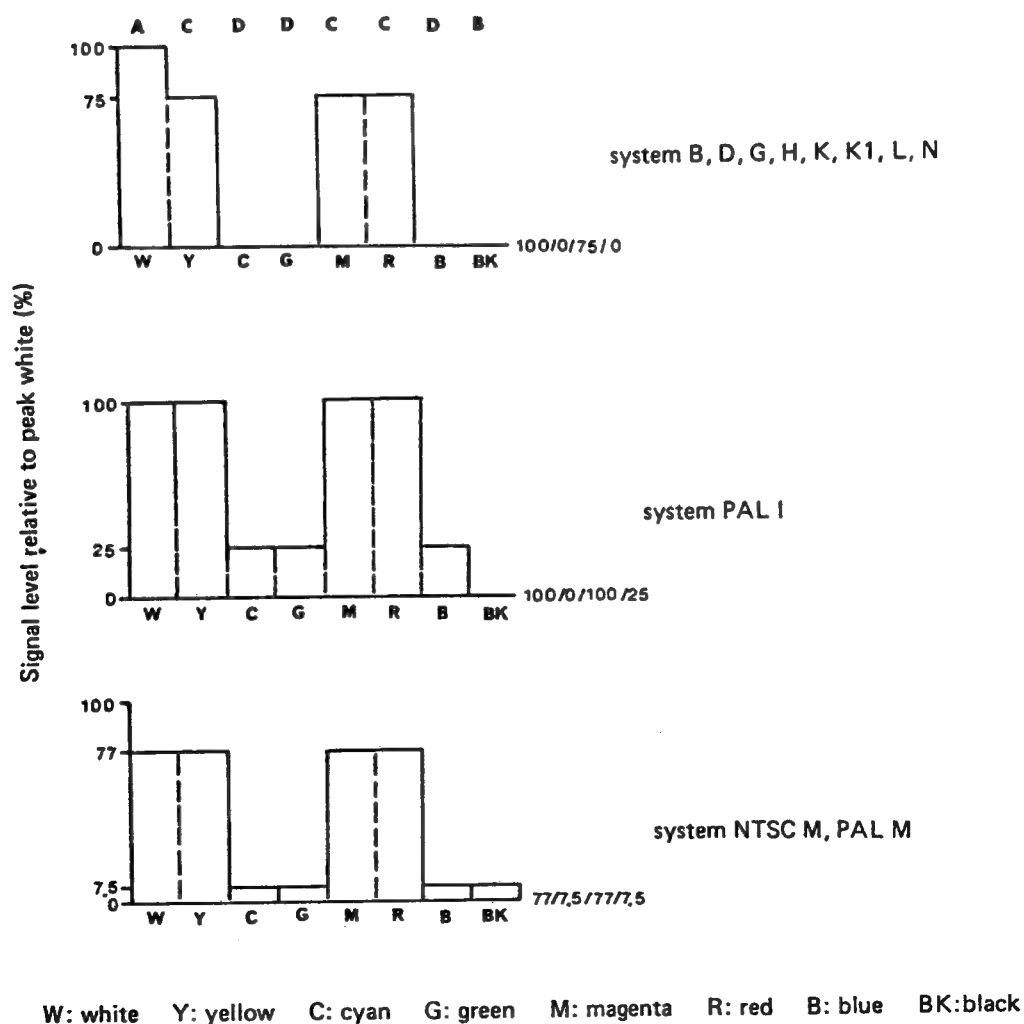 A C D D C C D B
100
75
system B, D, G, H, K, K1, L, N
0
100/0/75/0
W Y C G M R B BK
Signal level relative to peak white (%)
100
system PAL I
25
0
100/0/100/25
W Y C G M R B BK
100
77
system NTSC M, PAL M
7.5
0
77/7.5/77/7.5
W Y C G M R B BK
W: white Y: yellow C: cyan G: green M: magenta R: red B: blue BK:black